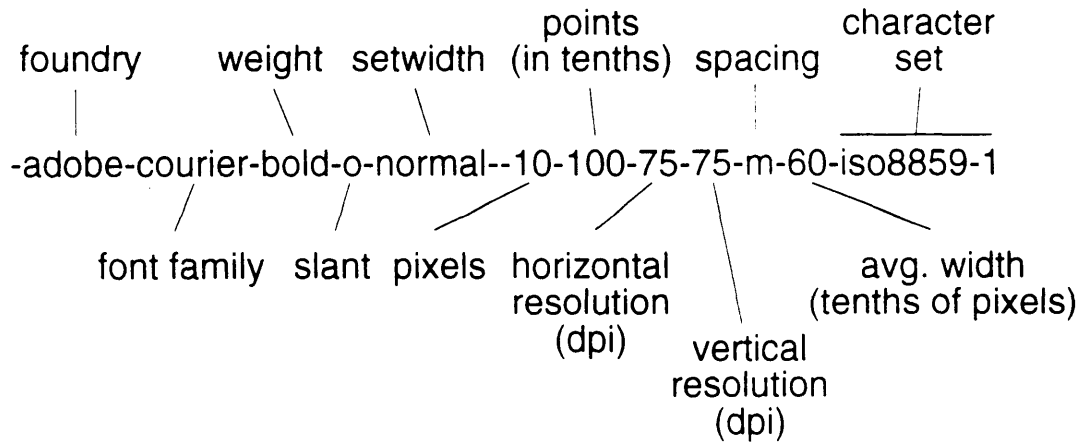 points
character
foundry weight setwidth (in tenths) spacing set
-adobe-courier-bold-o-normal--10-100-75-75-m-60-iso8859-1
font family slant pixels horizontal avg. width
resolution (tenths of pixels)
(dpi)
vertical
resolution
(dpi)